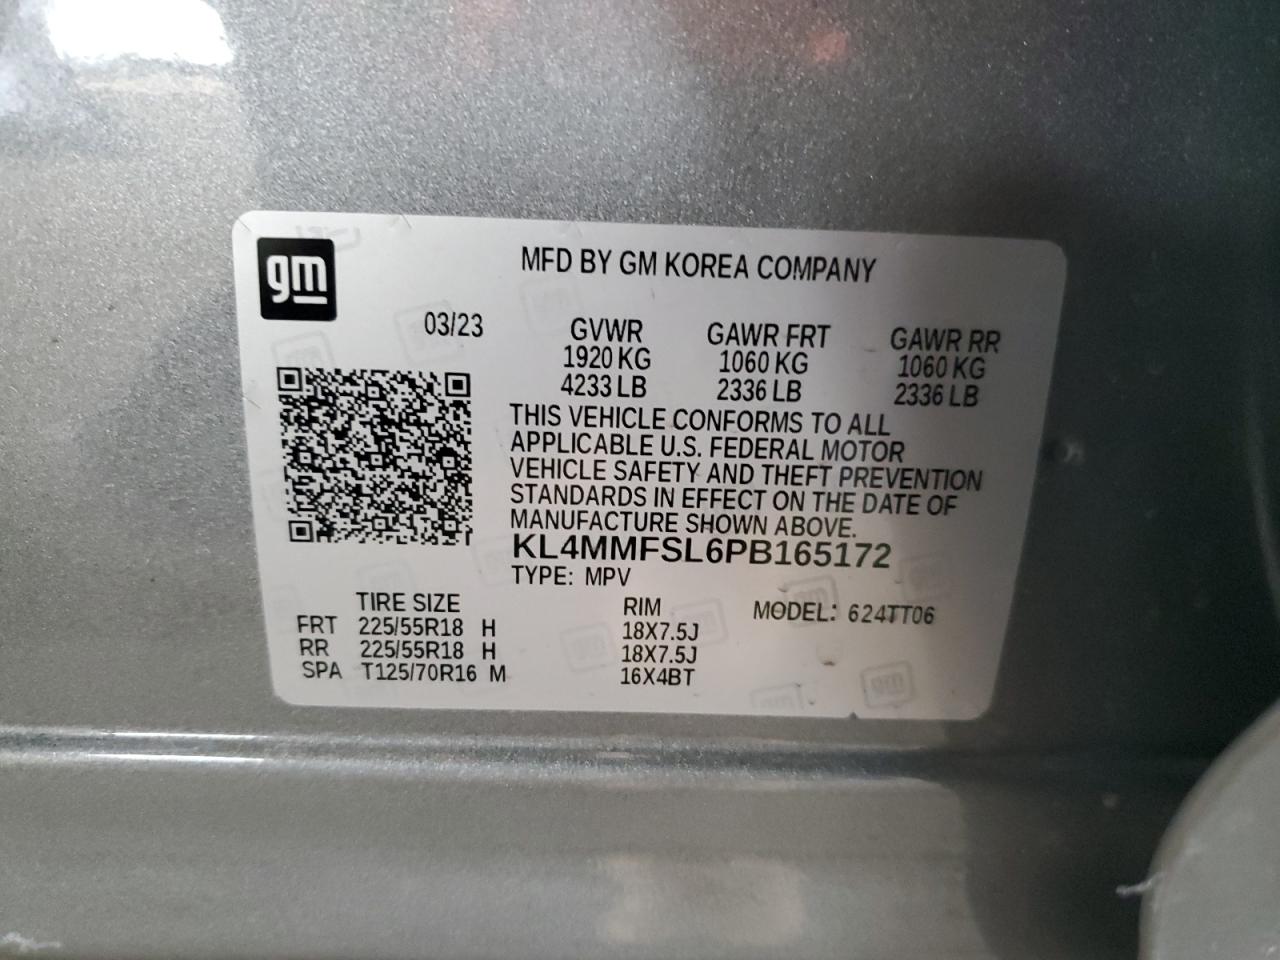 gm
MFD BY GM KOREA COMPANY
03/23
GVWR GAWR FRT GAWR RR
1920 KG 1060 KG 1060 KG
4233 LB 2336 LB 2336 LB
THIS VEHICLE CONFORMS TO ALL
APPLICABLE U.S. FEDERAL MOTOR
VEHICLE SAFETY AND THEFT PREVENTION
STANDARDS IN EFFECT ON THE DATE OF
MANUFACTURE SHOWN ABOVE.
KL4MMFSL6PB165172
TYPE: MPV
TIRE SIZE RIM MODEL: 624TT06
FRT 225/55R18 H 18X7.5J
RR 225/55R18 H 18X7.5J
SPA T125/70R16 M 16X4BT